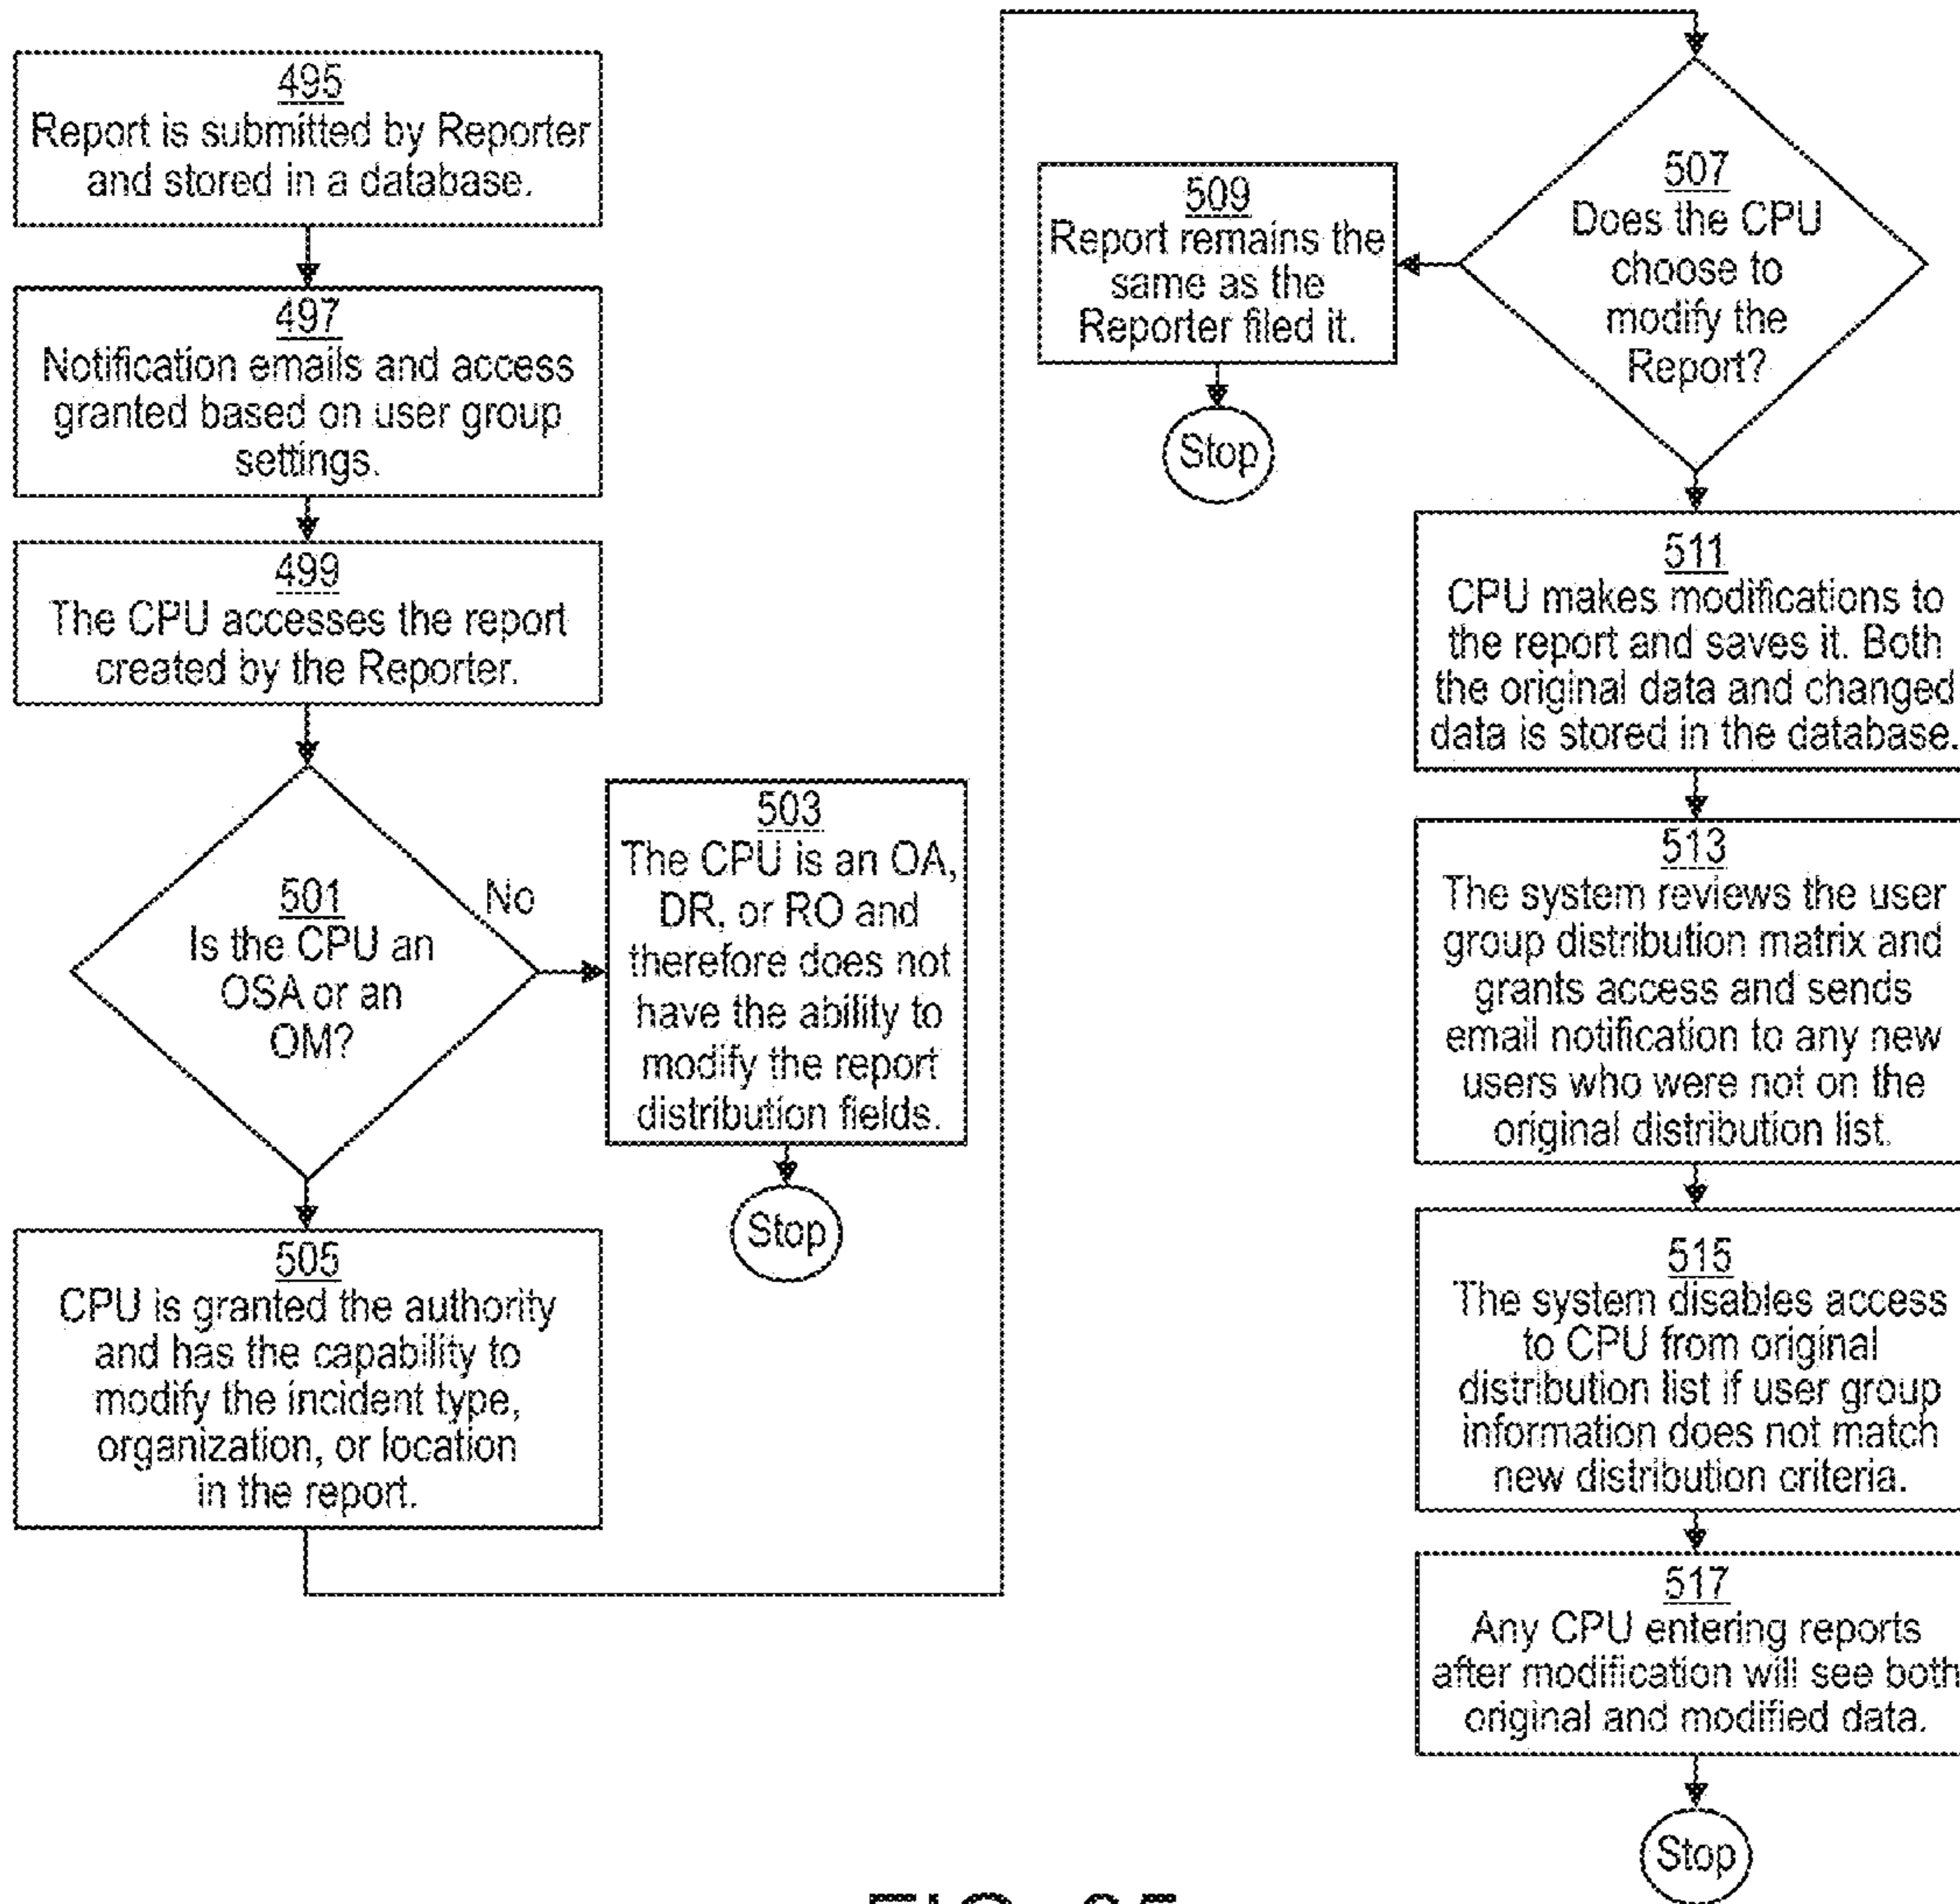 495
Report is submitted by Reporter
and stored in a database.
497
Notification emails and access
granted based on user group
settings.
499
The CPU accesses the report
created by the Reporter.
501
Is the CPU an
OSA or an
OM?
No
503
The CPU is an OA,
DR, or RO and
therefore does not
have the ability to
modify the report
distribution fields.
Stop
505
CPU is granted the authority
and has the capability to
modify the incident type,
organization, or location
in the report.
507
Does the CPU
choose to
modify the
Report?
509
Report remains the
same as the
Reporter filed it.
Stop
511
CPU makes modifications to
the report and saves it. Both
the original data and changed
data is stored in the database.
513
The system reviews the user
group distribution matrix and
grants access and sends
email notification to any new
users who were not on the
original distribution list.
515
The system disables access
to CPU from original
distribution list if user group
information does not match
new distribution criteria.
517
Any CPU entering reports
after modification will see both
original and modified data.
Stop